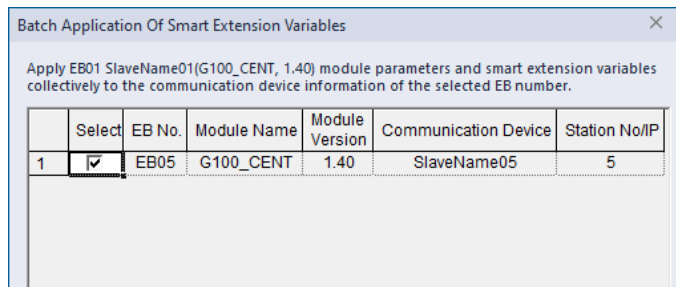 Batch Application Of Smart Extension Variables
Apply EB01 SlaveName01(G100_CENT, 1.40) module parameters and smart extension variables
collectively to the communication device information of the selected EB number.
Select EB No. Module Name Module Version Communication Device Station No/IP
1 EB05 G100_CENT 1.40 SlaveName05 5